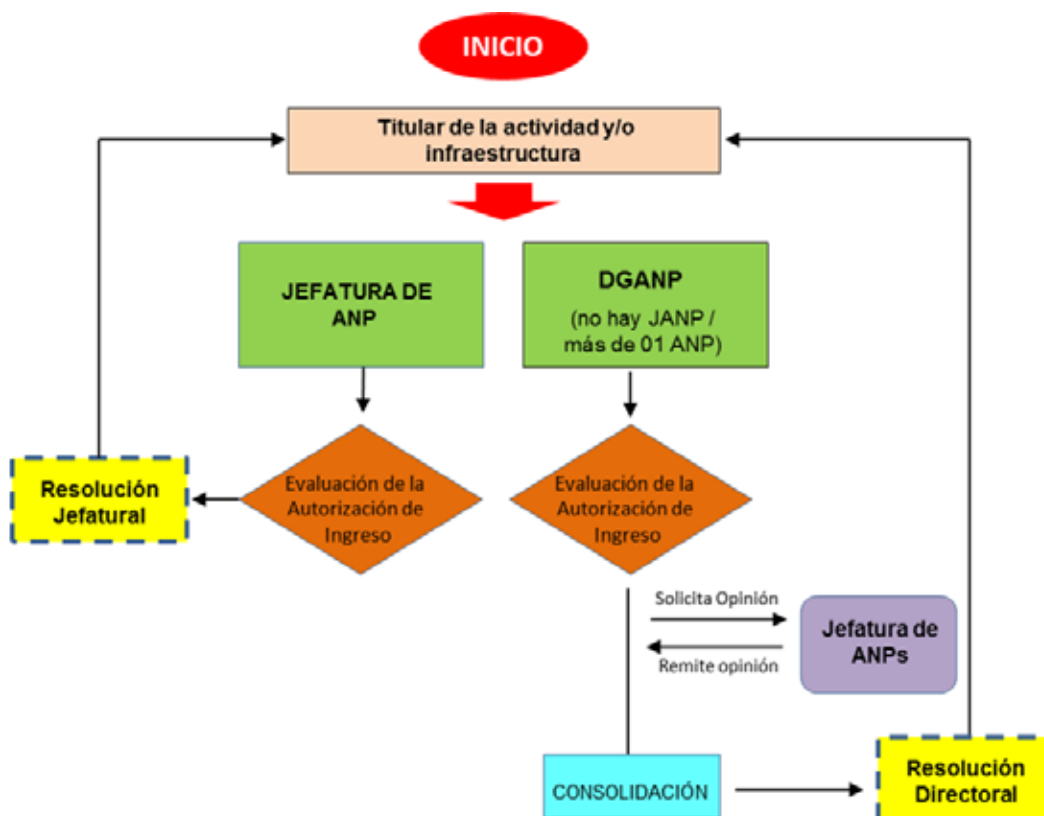 INICIO
Titular de la actividad y/o
infraestructura
JEFATURA DE
ANP
DGANP
(no hay JANP /
más de 01 ANP)
Evaluación de la
Autorización de
Ingreso
Evaluación de la
Autorización de
Ingreso
Resolución
Jefatural
Solicita Opinión
Remite opinión
Jefatura de
ANPs
CONSOLIDACIÓN
Resolución
Directoral